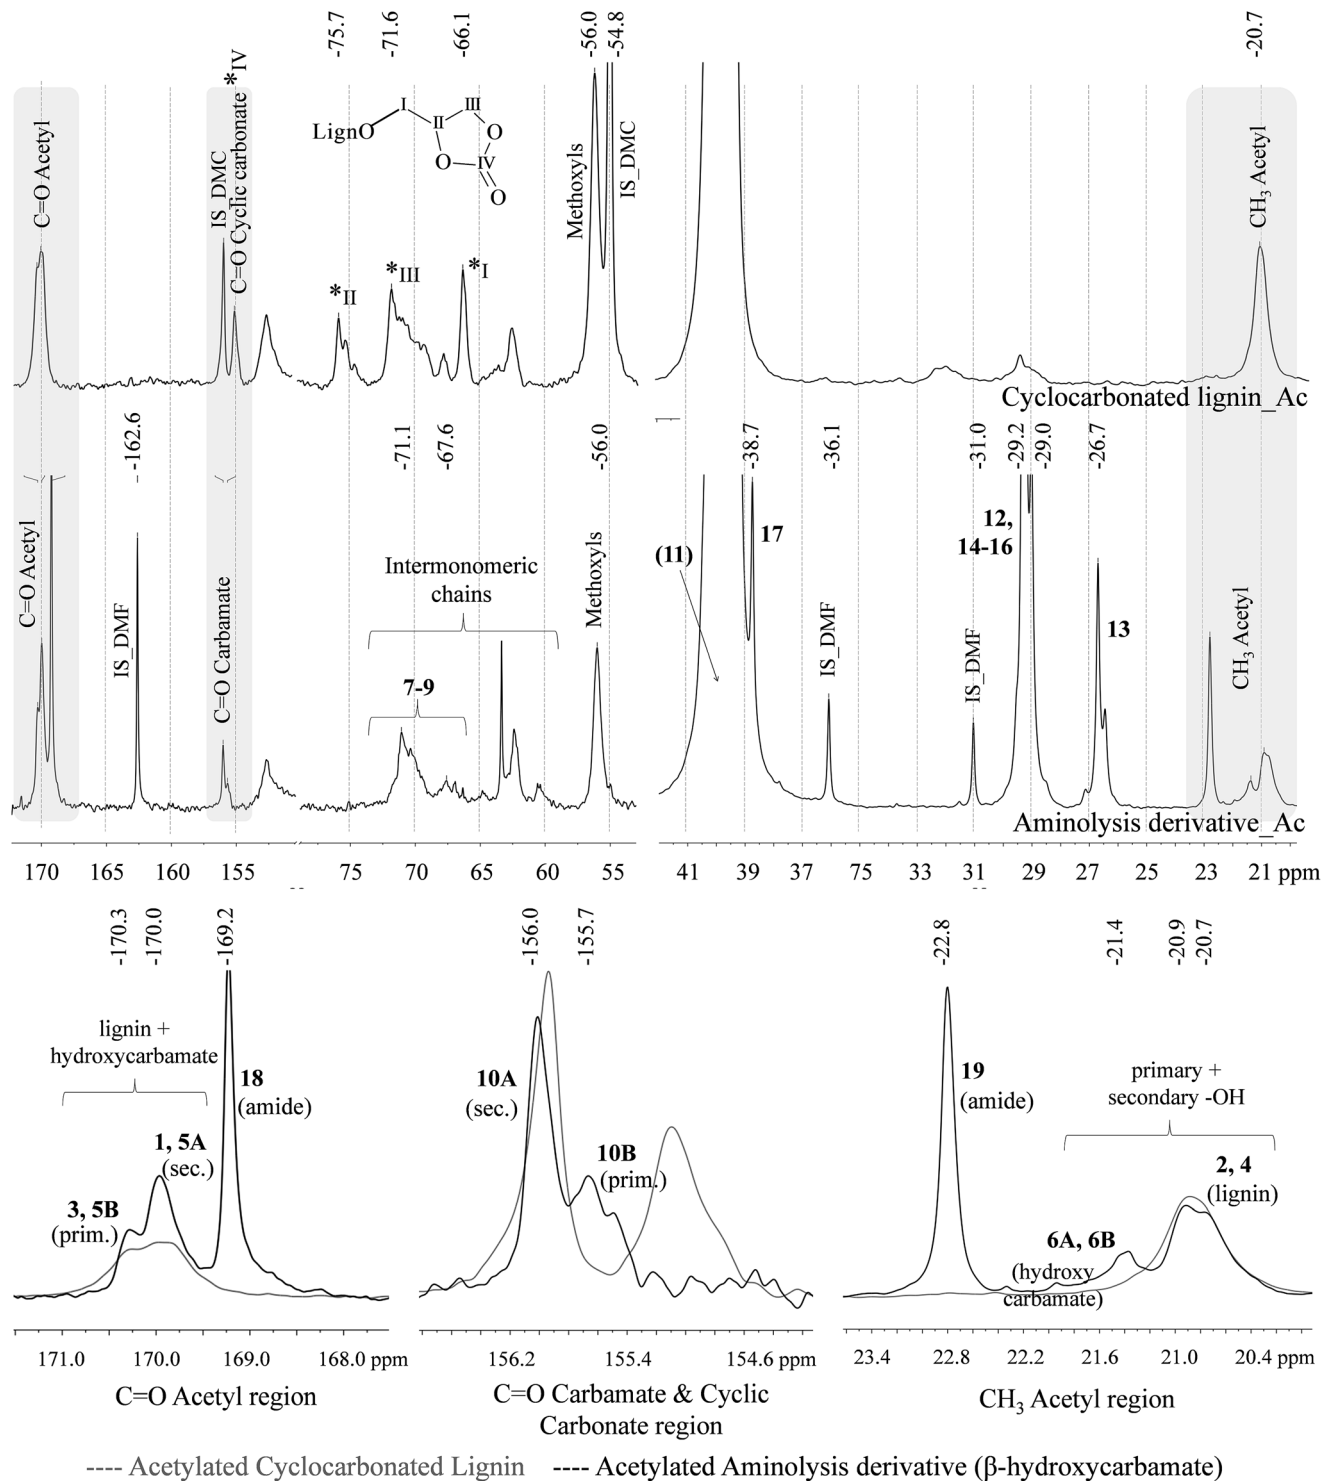 -75.7
-71.6
-66.1
-56.0
-54.8
-20.7
C=O Acetyl
IS_DMC
C=O Cyclic carbonate *IV
LignO
I
II
III
O
O
IV
O
*II
*III
*I
Methoxyls
IS_DMC
CH3 Acetyl
Cyclocarbonated lignin_Ac
-162.6
-71.1
-67.6
-56.0
-38.7
-36.1
-31.0
-29.2
-29.0
-26.7
C=O Acetyl
IS_DMF
C=O Carbamate
Intermonomeric
chains
7-9
Methoxyls
(11)
17
IS_DMF
IS_DMF
12,
14-16
13
CH3 Acetyl
Aminolysis derivative_Ac
170 165 160 155 75 70 65 60 55 41 39 37 35 33 31 29 27 25 23 21 ppm
-170.3
-170.0
-169.2
lignin +
hydroxycarbamate
18
(amide)
1, 5A
(sec.)
3, 5B
(prim.)
171.0 170.0 169.0 168.0 ppm
C=O Acetyl region
-156.0
-155.7
10A
(sec.)
10B
(prim.)
156.2 155.4 154.6 ppm
C=O Carbamate & Cyclic
Carbonate region
-22.8
-21.4
-20.9
-20.7
19
(amide)
primary +
secondary -OH
2, 4
(lignin)
6A, 6B
(hydroxy
carbamate)
23.4 22.8 22.2 21.6 21.0 20.4 ppm
CH3 Acetyl region
---- Acetylated Cyclocarbonated Lignin ---- Acetylated Aminolysis derivative (β-hydroxycarbamate)